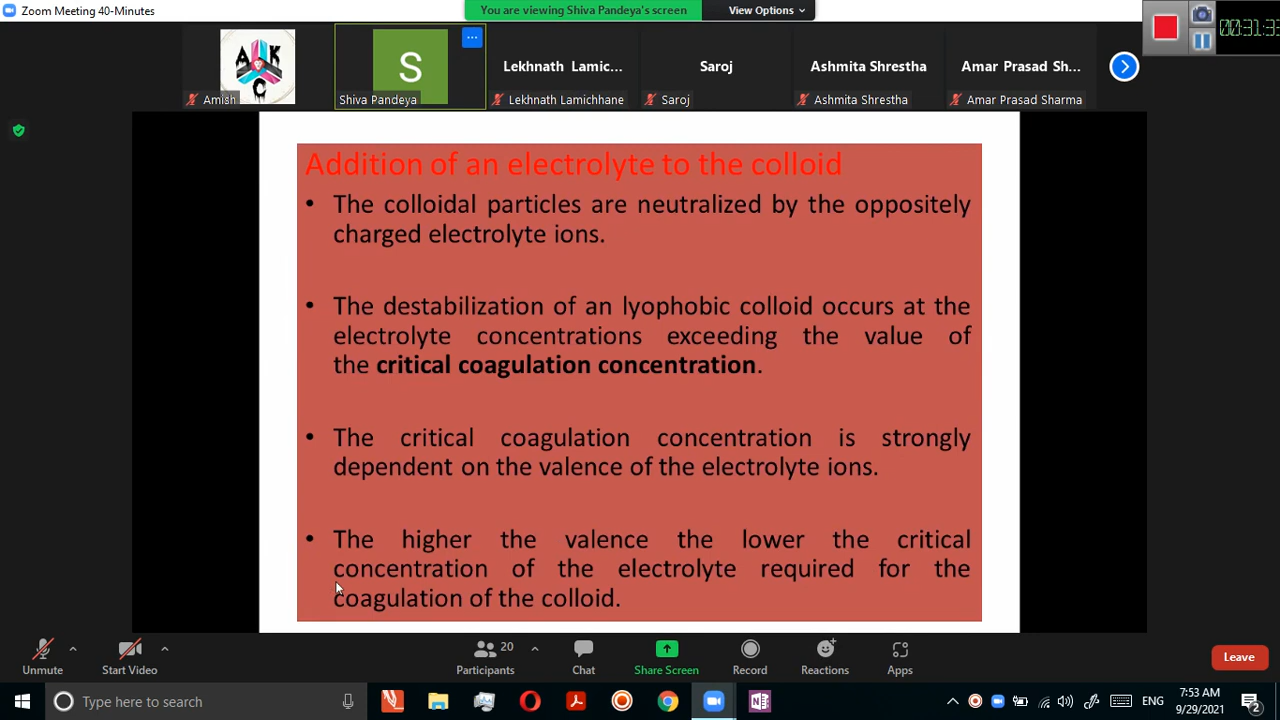 Zoom Meeting 40-Minutes
You are viewing Shiva Pandeya's screen
View Options
00:31:33
A K
C
S
Lekhnath Lamic...
Saroj
Ashmita Shrestha
Amar Prasad Sh...
Amish
Shiva Pandeya
Lekhnath Lamichhane
Saroj
Ashmita Shrestha
Amar Prasad Sharma
Addition of an electrolyte to the colloid
• The colloidal particles are neutralized by the oppositely
charged electrolyte ions.
• The destabilization of an lyophobic colloid occurs at the
electrolyte concentrations exceeding the value of
the critical coagulation concentration.
• The critical coagulation concentration is strongly
dependent on the valence of the electrolyte ions.
• The higher the valence the lower the critical
concentration of the electrolyte required for the
coagulation of the colloid.
Unmute
Start Video
20
Participants
Chat
Share Screen
Record
Reactions
Apps
Leave
Type here to search
ENG
7:53 AM
9/29/2021
2